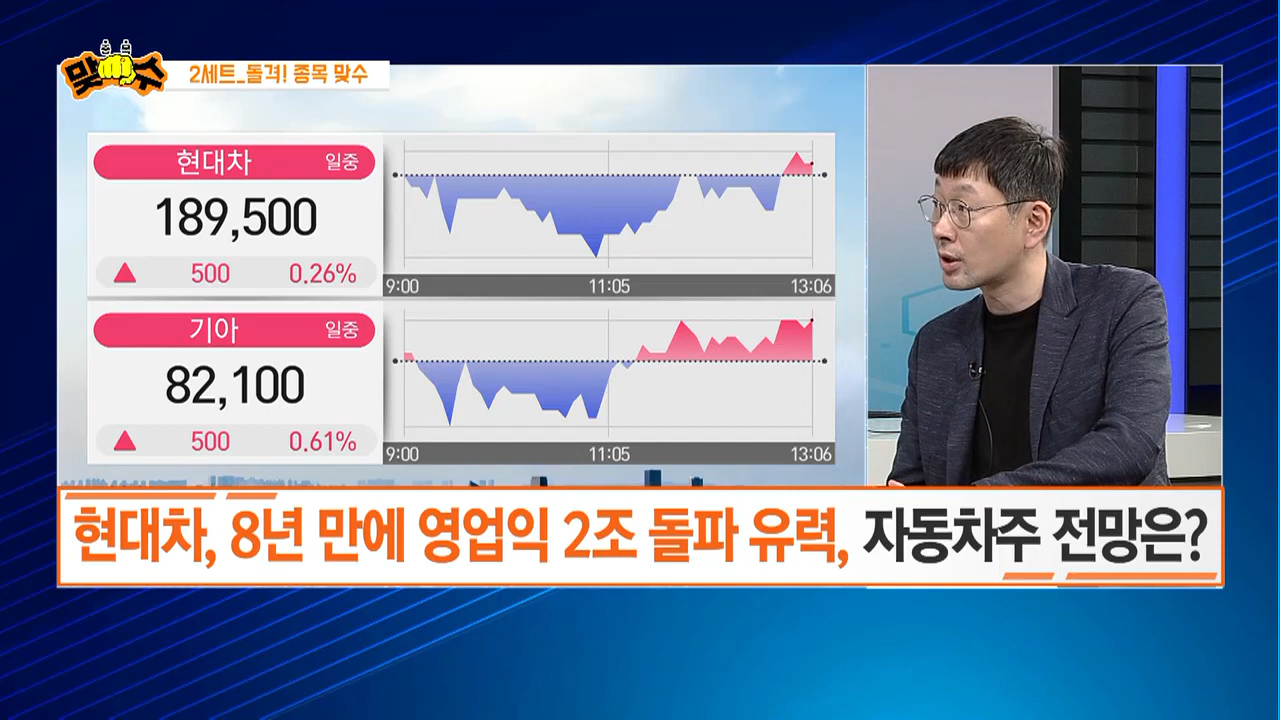 종목
맞수
2세트_돌격! 종목 맞수
현대차 일중
189,500
▲ 500 0.26%
9:00 11:05 13:06
기아 일중
82,100
▲ 500 0.61%
9:00 11:05 13:06
현대차, 8년 만에 영업익 2조 돌파 유력, 자동차주 전망은?